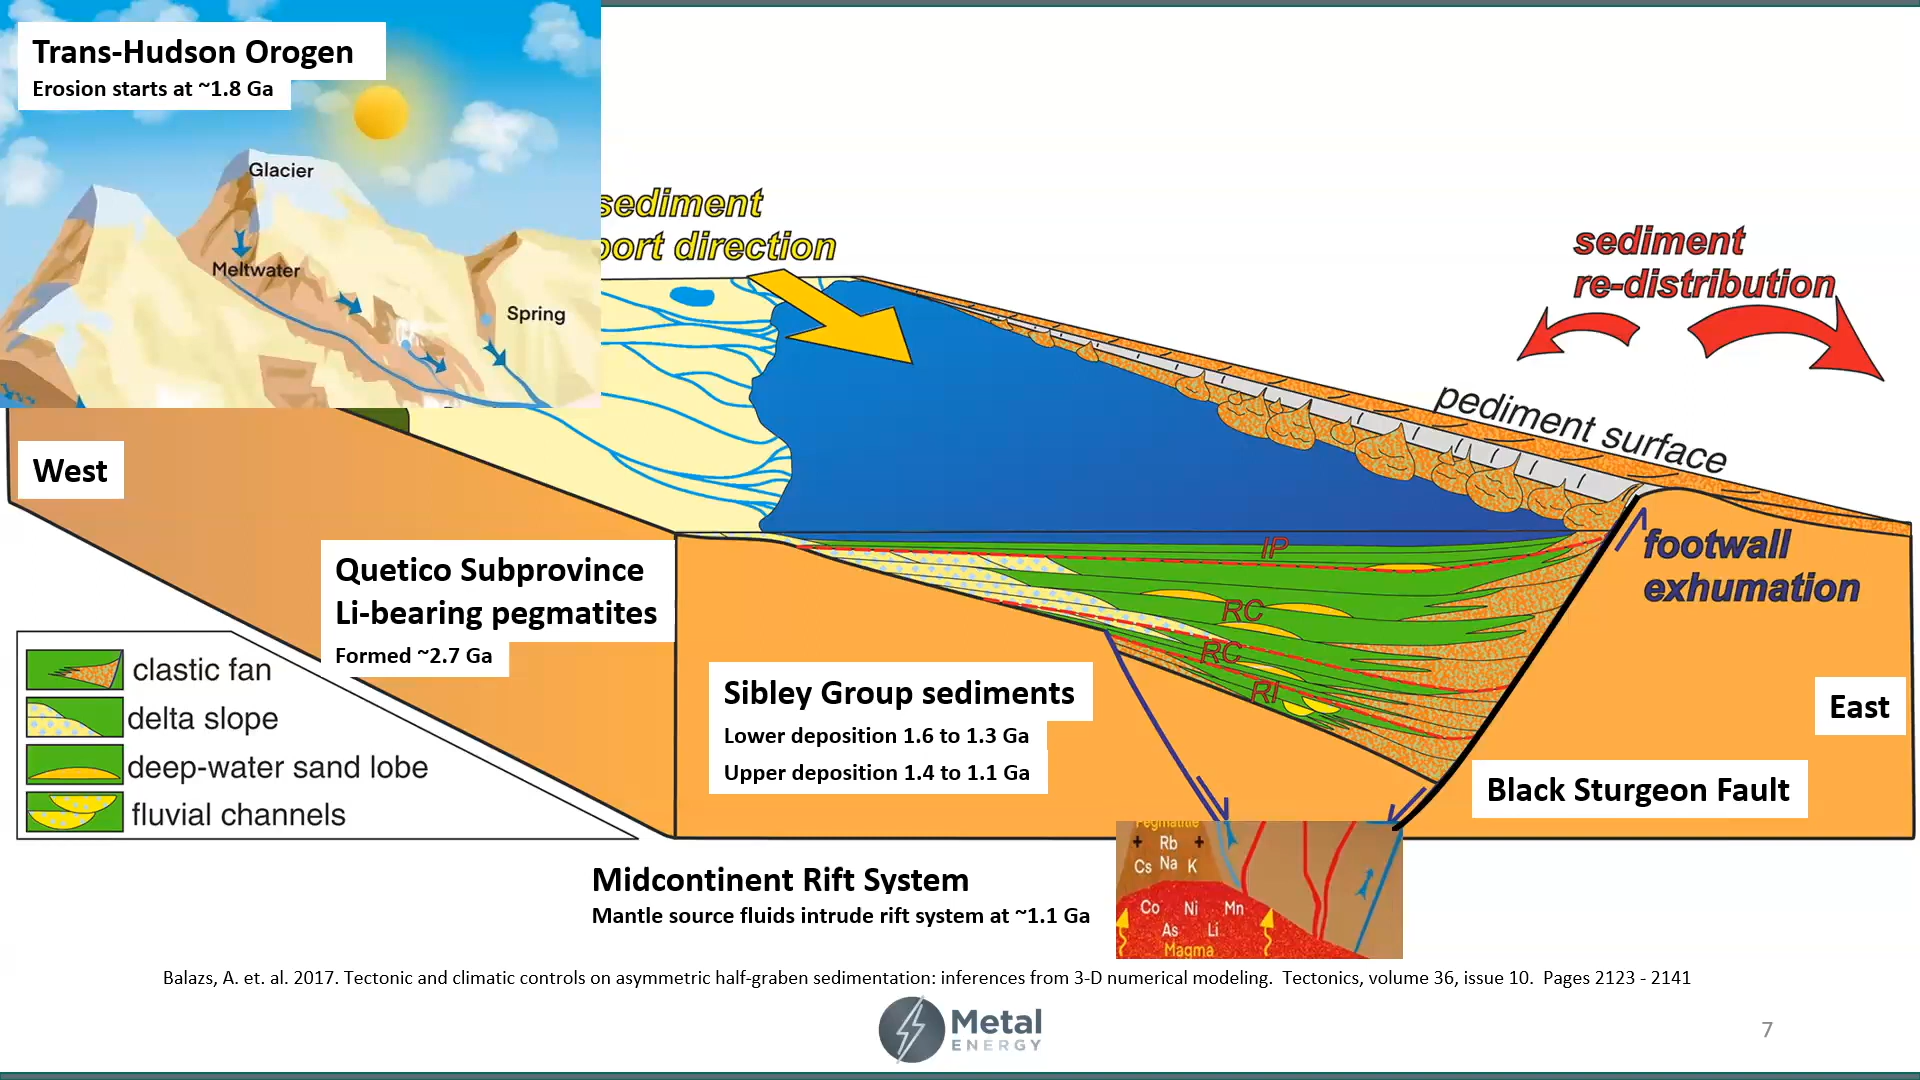 Trans-Hudson Orogen
Erosion starts at ~1.8 Ga
Glacier
Meltwater
Spring
sediment
port direction
sediment
re-distribution
pediment surface
West
footwall
exhumation
IP
RC
RC
RI
Quetico Subprovince
Li-bearing pegmatites
Formed ~2.7 Ga
Sibley Group sediments
Lower deposition 1.6 to 1.3 Ga
Upper deposition 1.4 to 1.1 Ga
East
Black Sturgeon Fault
clastic fan
delta slope
deep-water sand lobe
fluvial channels
Pegmatite
+ Rb +
Cs Na K
Co Ni Mn
As Li
Magma
Midcontinent Rift System
Mantle source fluids intrude rift system at ~1.1 Ga
Balazs, A. et. al. 2017. Tectonic and climatic controls on asymmetric half-graben sedimentation: inferences from 3-D numerical modeling. Tectonics, volume 36, issue 10. Pages 2123 - 2141
Metal
ENERGY
7